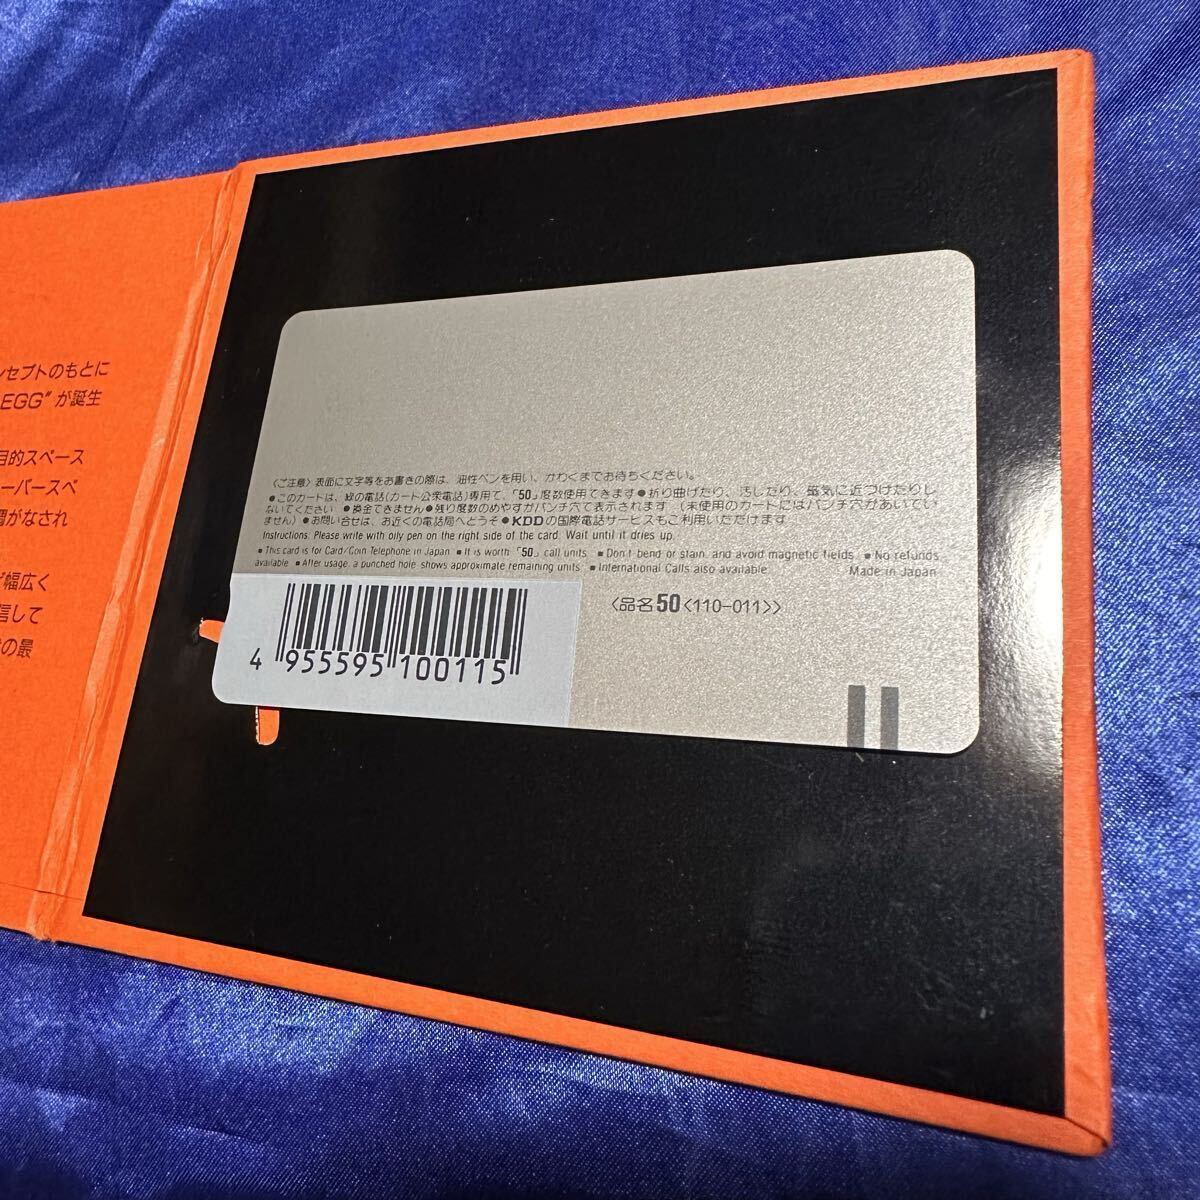 ンセプトのもとに
EGG"が誕生
目的スペース
ーパースペ
調がなされ
幅広く
信して
の最
〈ご注意〉表面に文字等をお書きの際は、油性ペンを用い、かわくまでお待ちください。
●このカードは、緑の電話(カード公衆電話)専用で、「50」度数使用できます●折り曲げたり、汚したり、磁気に近づけたりし
ないでください ●換金できません●残り度数のめやすがパンチ穴で表示されます (未使用のカードにはパンチ穴があいていま
せん)●お問い合せは、お近くの電話局へどうぞ●KDDの国際電話サービスもご利用いただけます
Instructions: Please write with oily pen on the right side of the card. Wait until it dries up.
■This card is for Card/Coin Telephone in Japan ■It is worth「50」call units ■Don't bend or stain, and avoid magnetic fields ■No refunds
available ■After usage, a punched hole shows approximate remaining units ■International Calls also available
Made in Japan
〈品名50〈110-011〉〉
4 955595 100115